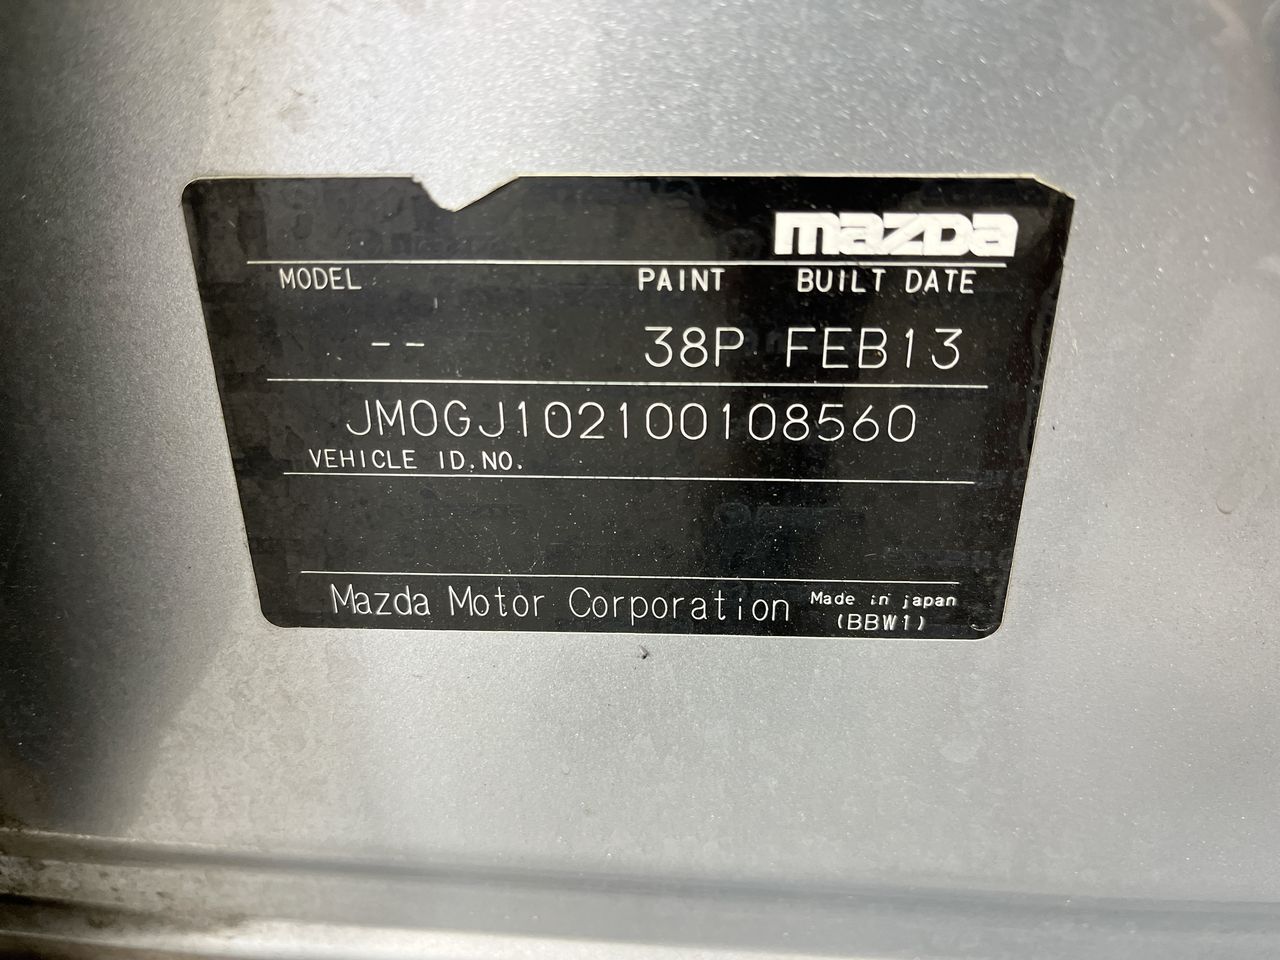 mazda
MODEL PAINT BUILT DATE
-- 38P FEB13
JM0GJ102100108560
VEHICLE ID.NO.
Mazda Motor Corporation Made in japan
(BBW1)